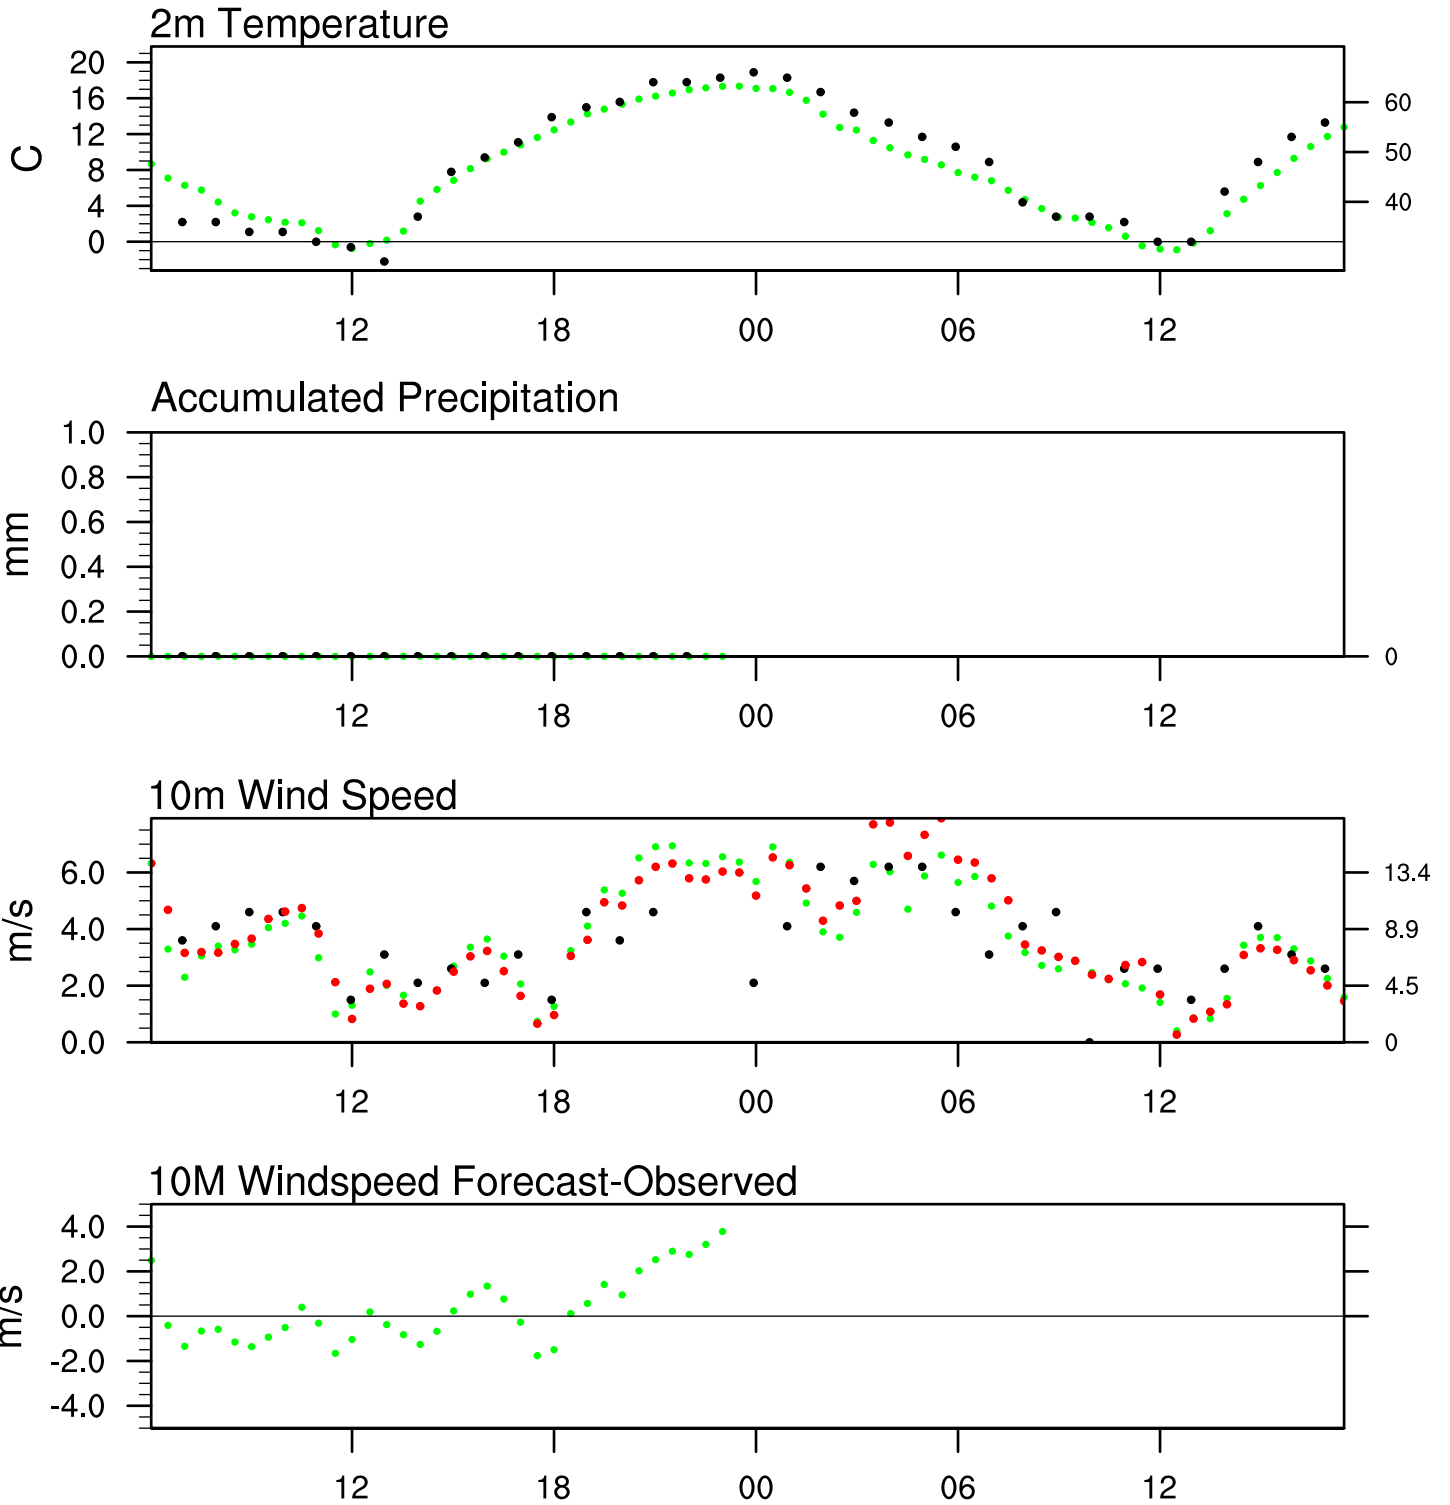 2m Temperature
20
16
12
8
4
0
C
60
50
40
12 18 00 06 12
Accumulated Precipitation
1.0
0.8
0.6
0.4
0.2
0.0
mm
0
12 18 00 06 12
10m Wind Speed
6.0
4.0
2.0
0.0
m/s
13.4
8.9
4.5
0
12 18 00 06 12
10M Windspeed Forecast-Observed
4.0
2.0
0.0
-2.0
-4.0
m/s
12 18 00 06 12